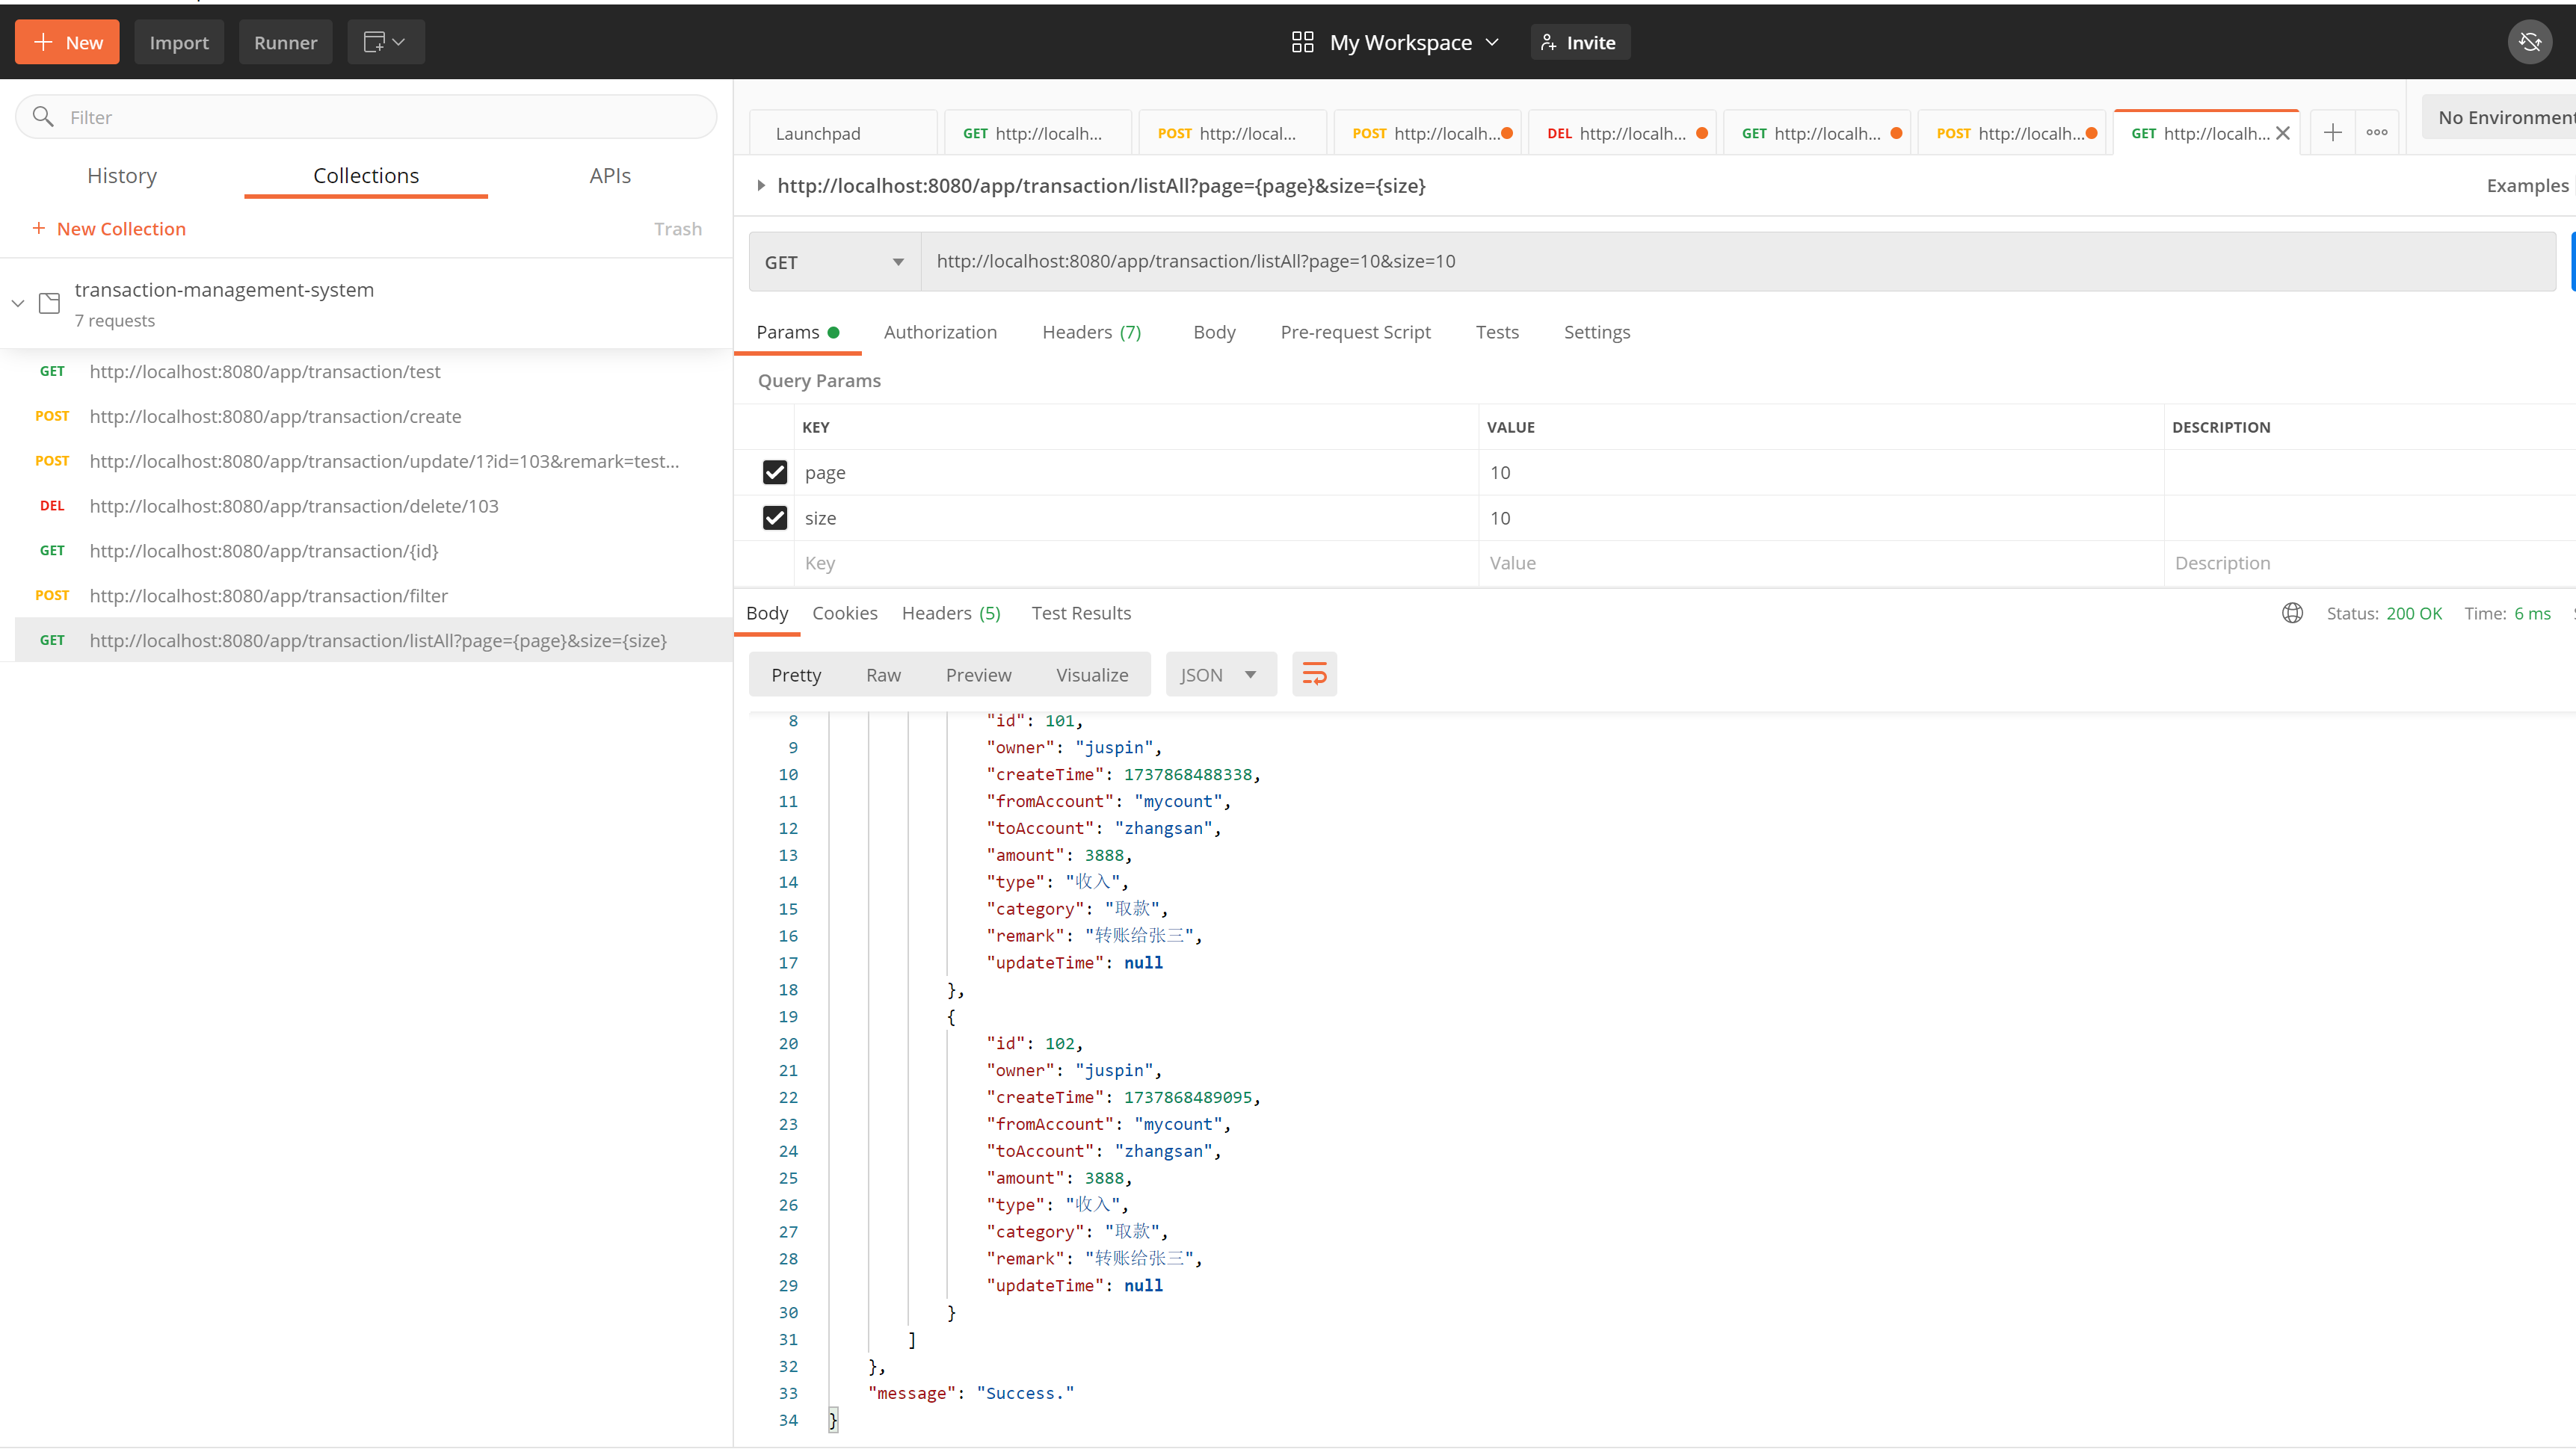 New
Import
Runner
My Workspace
Invite
Filter
History
Collections
APIs
+ New Collection
Trash
transaction-management-system
7 requests
GET http://localhost:8080/app/transaction/test
POST http://localhost:8080/app/transaction/create
POST http://localhost:8080/app/transaction/update/1?id=103&remark=test...
DEL http://localhost:8080/app/transaction/delete/103
GET http://localhost:8080/app/transaction/{id}
POST http://localhost:8080/app/transaction/filter
GET http://localhost:8080/app/transaction/listAll?page={page}&size={size}
Launchpad
GET http://localh...
POST http://local...
POST http://localh...
DEL http://localh...
GET http://localh...
POST http://localh...
GET http://localh...
No Environment
http://localhost:8080/app/transaction/listAll?page={page}&size={size}
Examples
GET
http://localhost:8080/app/transaction/listAll?page=10&size=10
Params
Authorization
Headers (7)
Body
Pre-request Script
Tests
Settings
Query Params
KEY VALUE DESCRIPTION
page 10
size 10
Key Value Description
Body
Cookies
Headers (5)
Test Results
Status: 200 OK
Time: 6 ms
Pretty
Raw
Preview
Visualize
JSON
8 "id": 101,
9 "owner": "juspin",
10 "createTime": 1737868488338,
11 "fromAccount": "mycount",
12 "toAccount": "zhangsan",
13 "amount": 3888,
14 "type": "收入",
15 "category": "取款",
16 "remark": "转账给张三",
17 "updateTime": null
18 },
19 {
20 "id": 102,
21 "owner": "juspin",
22 "createTime": 1737868489095,
23 "fromAccount": "mycount",
24 "toAccount": "zhangsan",
25 "amount": 3888,
26 "type": "收入",
27 "category": "取款",
28 "remark": "转账给张三",
29 "updateTime": null
30 }
31 ]
32 },
33 "message": "Success."
34 }